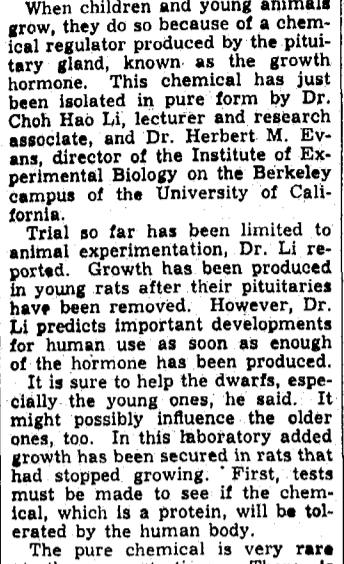 When children and young animals
grow, they do so because of a chem-
ical regulator produced by the pitui-
tary gland, known as the growth
hormone. This chemical has just
been isolated in pure form by Dr.
Choh Hao Li, lecturer and research
associate, and Dr. Herbert M. Ev-
ans, director of the Institute of Ex-
perimental Biology on the Berkeley
campus of the University of Cali-
fornia.
Trial so far has been limited to
animal experimentation, Dr. Li re-
ported. Growth has been produced
in young rats after their pituitaries
have been removed. However, Dr.
Li predicts important developments
for human use as soon as enough
of the hormone has been produced.
It is sure to help the dwarfs, espe-
cially the young ones, he said. It
might possibly influence the older
ones, too. In this laboratory added
growth has been secured in rats that
had stopped growing. First, tests
must be made to see if the chem-
ical, which is a protein, will be tol-
erated by the human body.
The pure chemical is very rare